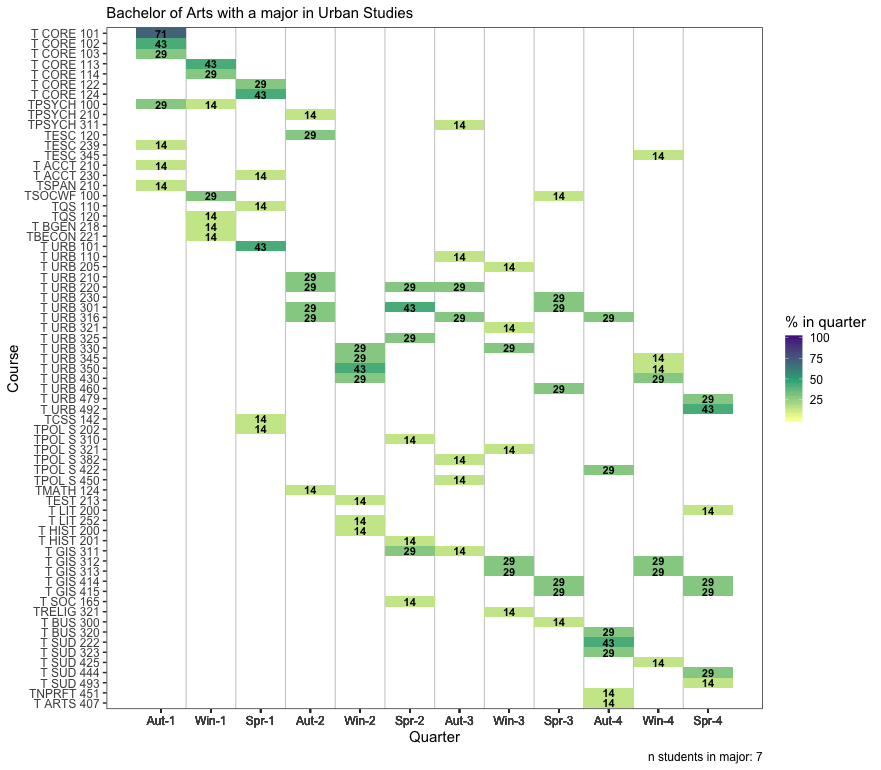 Bachelor of Arts with a major in Urban Studies
T CORE 101 71
T CORE 102 43
T CORE 103 29
T CORE 113 43
T CORE 114 29
T CORE 122 29
T CORE 124 43
TPSYCH 100 29 14
TPSYCH 210 14
TPSYCH 311 14
TESC 120 29
TESC 239 14
TESC 345 14
T ACCT 210 14
T ACCT 230 14
TSPAN 210 14
TSOCWF 100 29 14
TQS 110 14
TQS 120 14
T BGEN 218 14
TBECON 221 14
T URB 101 43
T URB 110 14
T URB 205 14
T URB 210 29
T URB 220 29 29 29
T URB 230 29
T URB 301 29 43 29
T URB 316 29 29 29
T URB 321 14
T URB 325 29
T URB 330 29 29
T URB 345 29 14
T URB 350 43 14
T URB 430 29 29
T URB 460 29
T URB 479 29
T URB 492 43
TCSS 142 14
TPOL S 202 14
TPOL S 310 14
TPOL S 321 14
TPOL S 382 14
TPOL S 422 29
TPOL S 450 14
TMATH 124 14
TEST 213 14
T LIT 200 14
T LIT 252 14
T HIST 200 14
T HIST 201 14
T GIS 311 29 14
T GIS 312 29 29
T GIS 313 29 29
T GIS 414 29 29
T GIS 415 29 29
T SOC 165 14
TRELIG 321 14
T BUS 300 14
T BUS 320 29
T SUD 222 43
T SUD 323 29
T SUD 425 14
T SUD 444 29
T SUD 493 14
TNPRFT 451 14
T ARTS 407 14
Course
Aut-1 Win-1 Spr-1 Aut-2 Win-2 Spr-2 Aut-3 Win-3 Spr-3 Aut-4 Win-4 Spr-4
Quarter
% in quarter
100
75
50
25
n students in major: 7